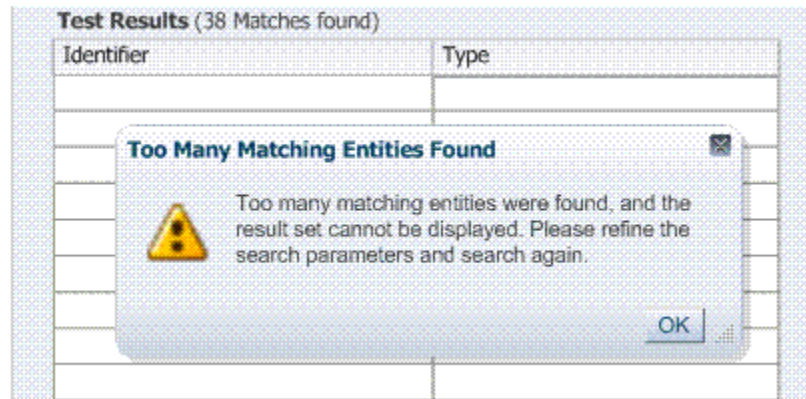 Test Results (38 Matches found)
Identifier Type
Too Many Matching Entities Found
Too many matching entities were found, and the
result set cannot be displayed. Please refine the
search parameters and search again.
OK